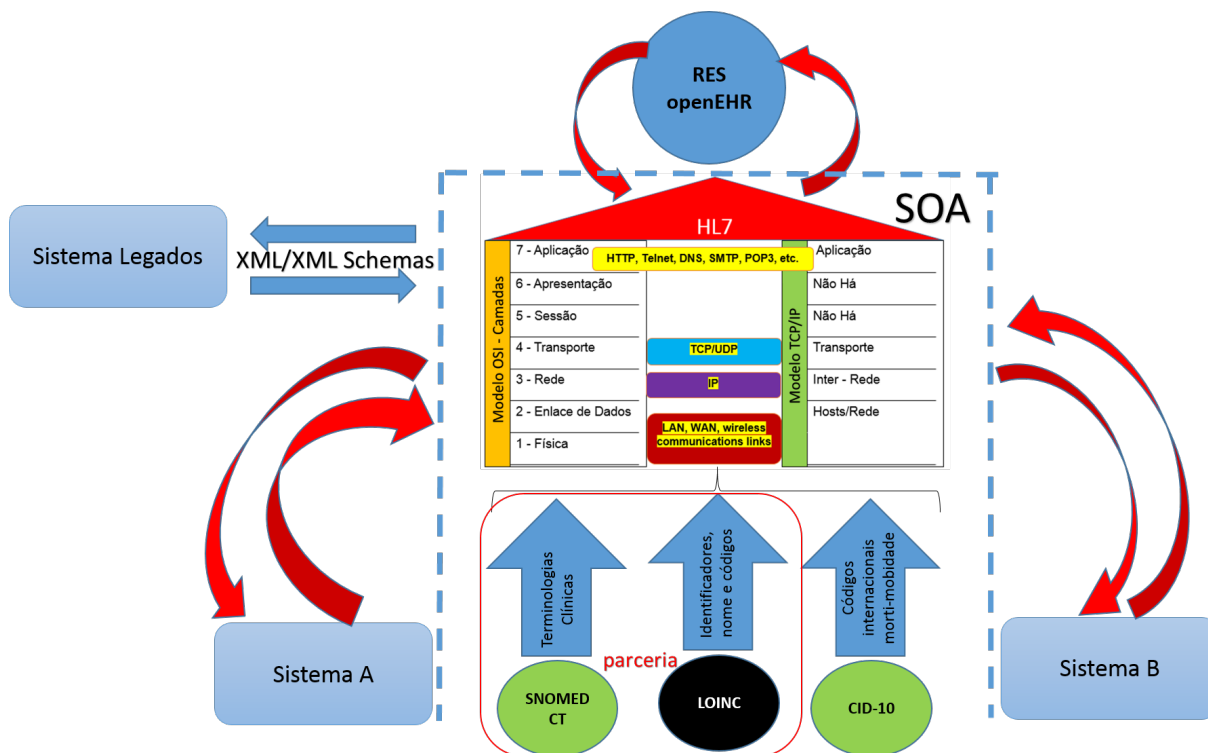 RES
openEHR
SOA
HL7
Sistema Legados
XML/XML Schemas
Modelo OSI - Camadas
7 - Aplicação
6 - Apresentação
5 - Sessão
4 - Transporte
3 - Rede
2 - Enlace de Dados
1 - Física
HTTP, Telnet, DNS, SMTP, POP3, etc.
TCP/UDP
IP
LAN, WAN, wireless
communications links
Modelo TCP/IP
Aplicação
Não Há
Não Há
Transporte
Inter - Rede
Hosts/Rede
Terminologias
Clínicas
Identificadores,
nome e códigos
Códigos
internacionais
morti-mobidade
parceria
Sistema A
SNOMED
CT
LOINC
CID-10
Sistema B